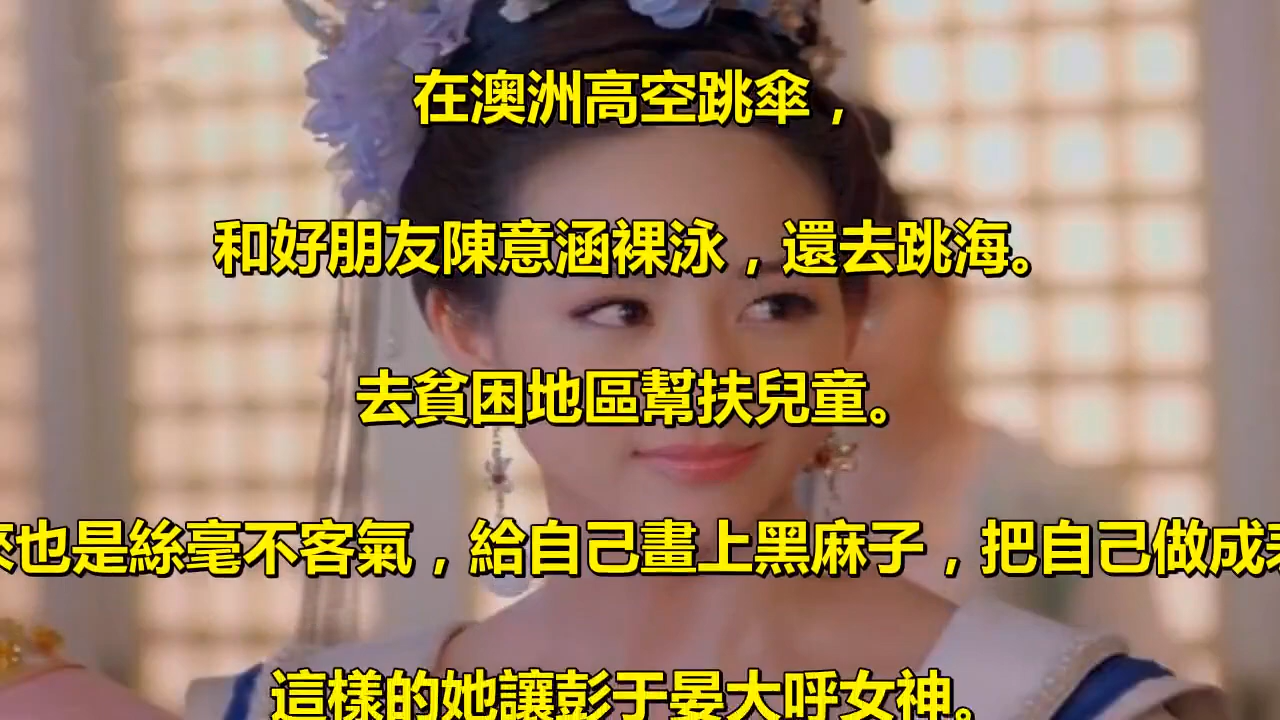 在澳洲高空跳傘，
和好朋友陳意涵裸泳，還去跳海。
去貧困地區幫扶兒童。
也是絲毫不客氣，給自己畫上黑麻子，把自己做成
這樣的她讓彭于晏大呼女神。